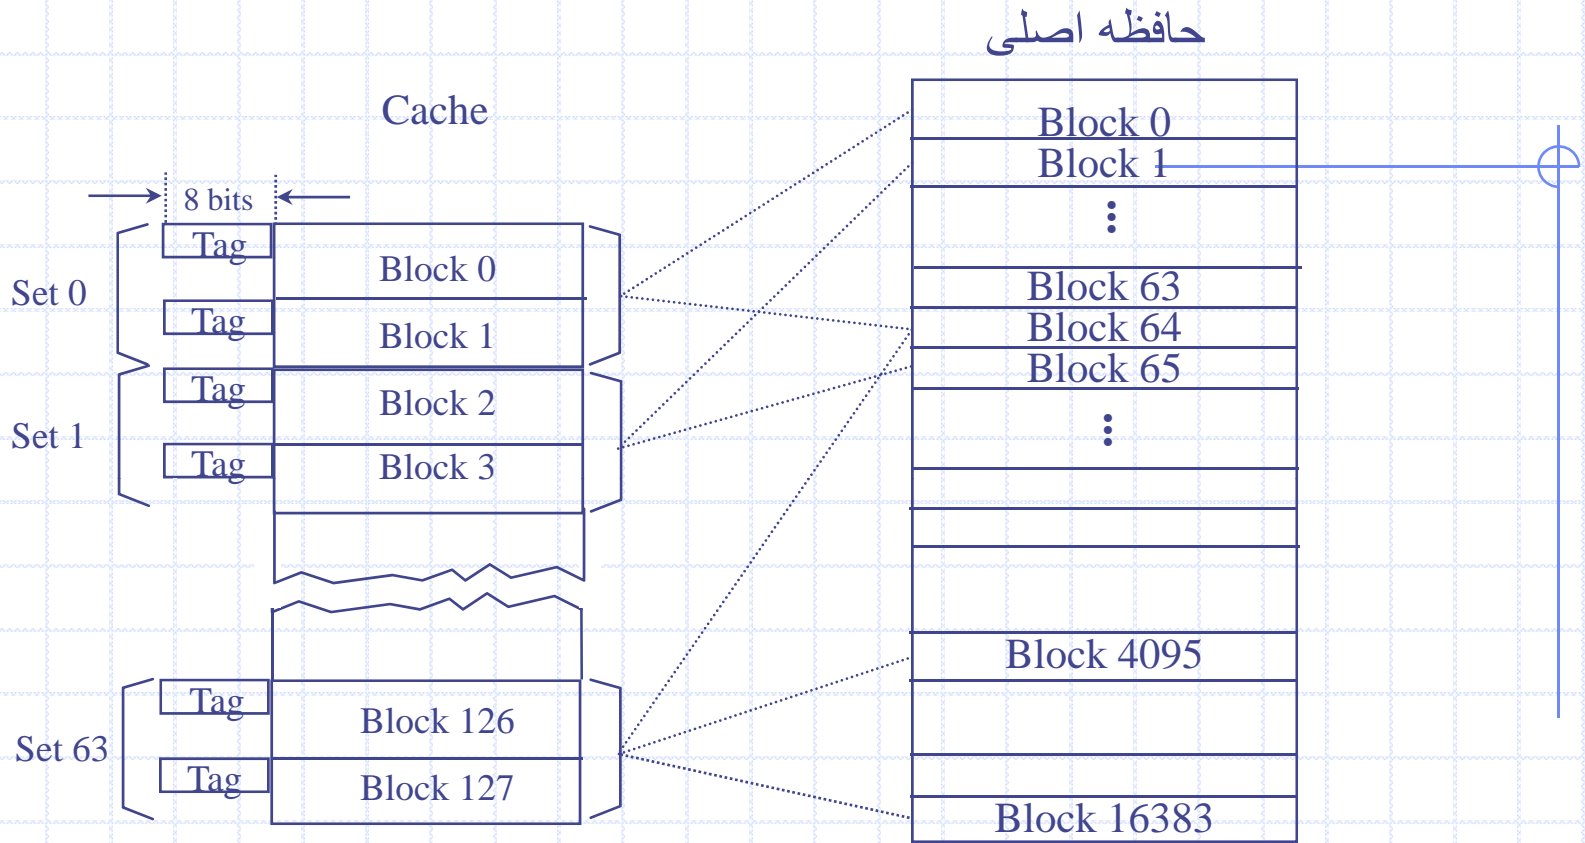 حافظه اصلی
Cache
8 bits
Set 0
Tag
Block 0
Tag
Block 1
Set 1
Tag
Block 2
Tag
Block 3
Set 63
Tag
Block 126
Tag
Block 127
Block 0
Block 1
Block 63
Block 64
Block 65
Block 4095
Block 16383